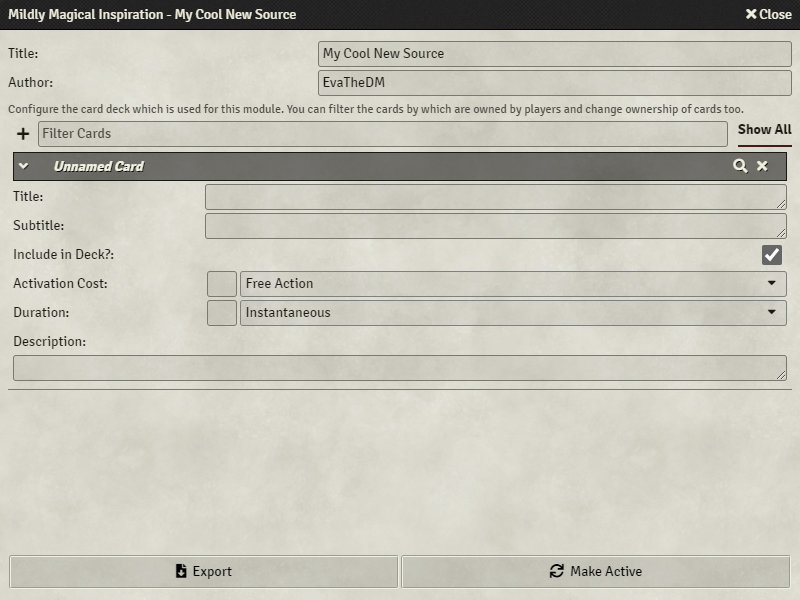 Mildly Magical Inspiration - My Cool New Source Close
Title: My Cool New Source
Author: EvaTheDM
Configure the card deck which is used for this module. You can filter the cards by which are owned by players and change ownership of cards too.
Filter Cards Show All
Unnamed Card
Title:
Subtitle:
Include in Deck?:
Activation Cost: Free Action
Duration: Instantaneous
Description:
Export Make Active